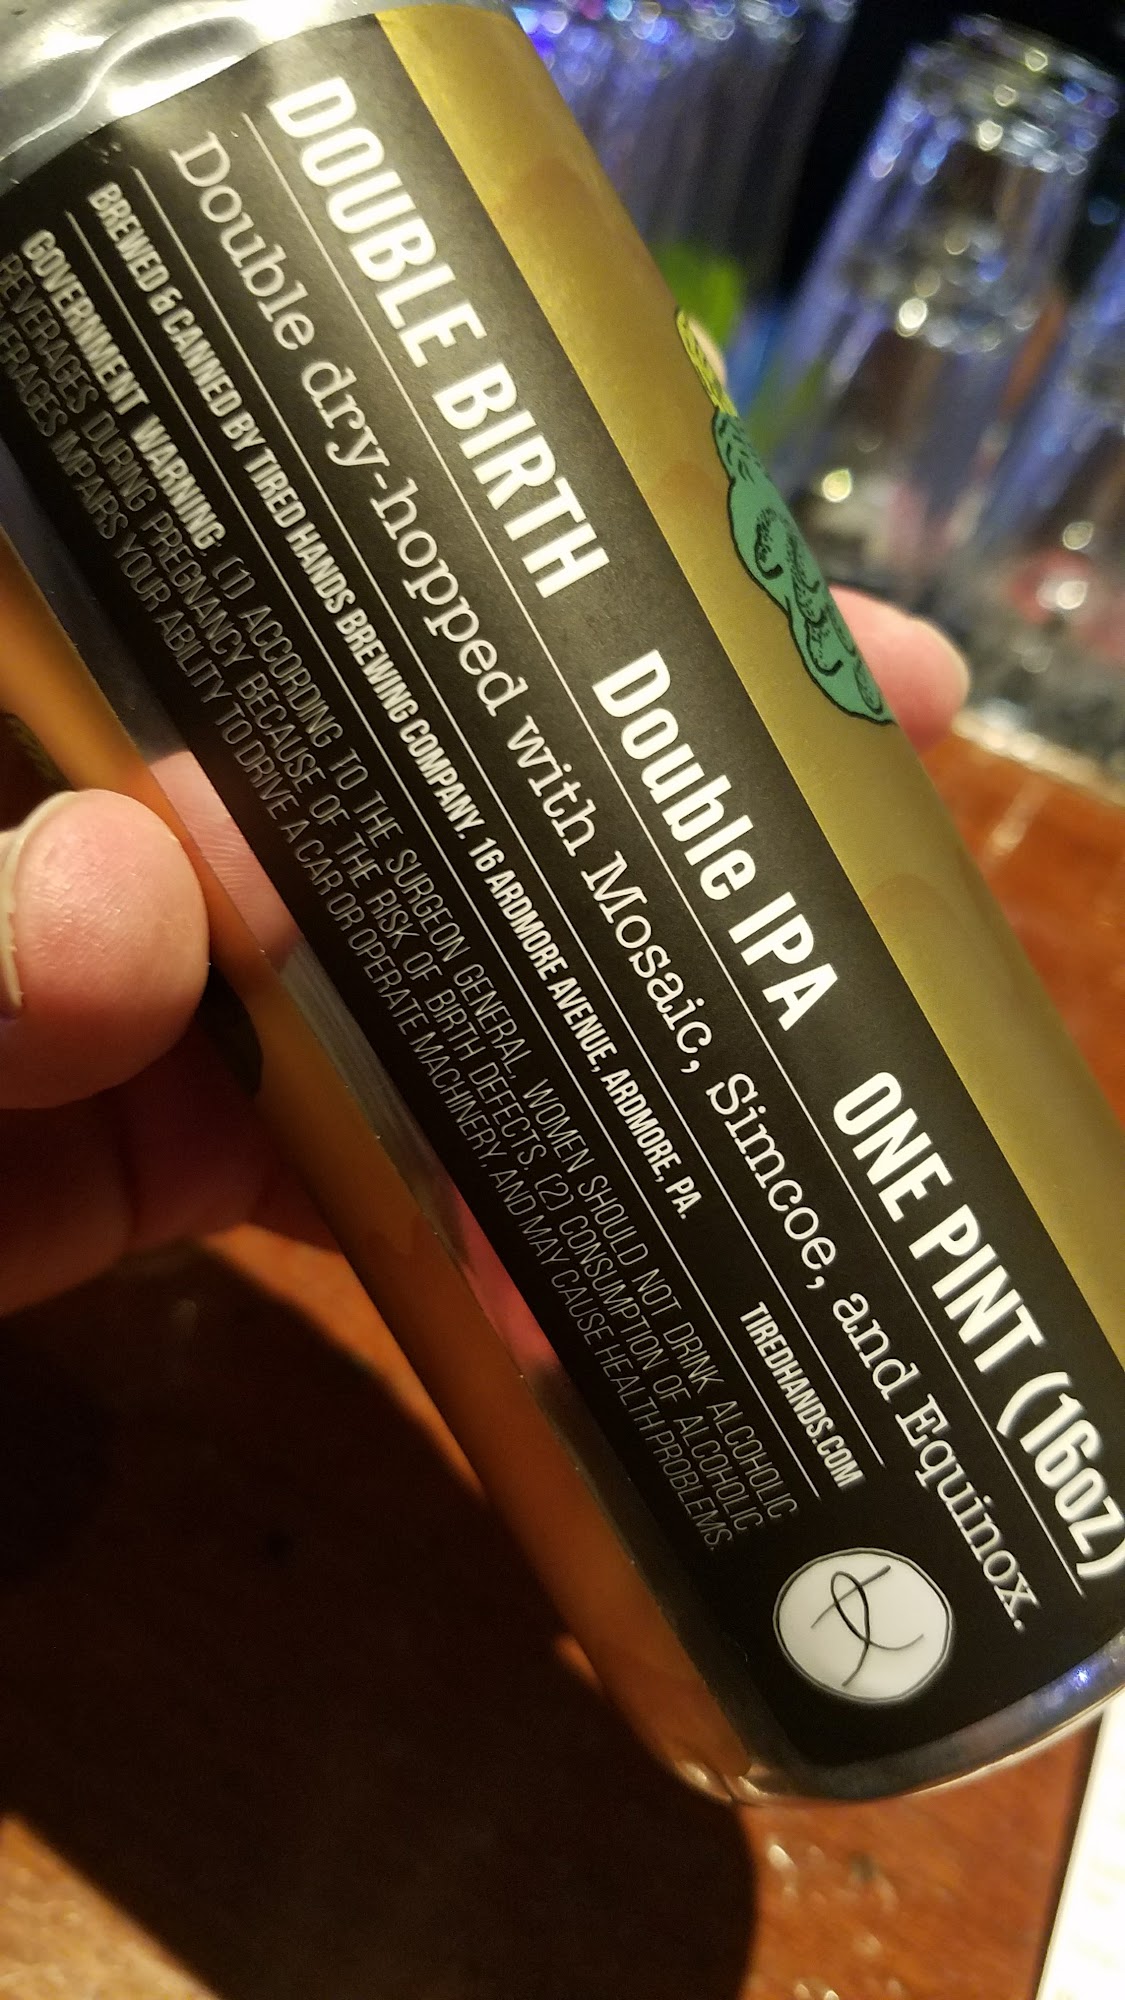 DOUBLE BIRTH Double IPA ONE PINT (16oz)
Double dry-hopped with Mosaic, Simcoe, and Equinox.
BREWED & CANNED BY TIRED HANDS BREWING COMPANY. 16 ARDMORE AVENUE, ARDMORE, PA. TIREDHANDS.COM
GOVERNMENT WARNING: (1) ACCORDING TO THE SURGEON GENERAL, WOMEN SHOULD NOT DRINK ALCOHOLIC
BEVERAGES DURING PREGNANCY BECAUSE OF THE RISK OF BIRTH DEFECTS. (2) CONSUMPTION OF ALCOHOLIC
BEVERAGES IMPAIRS YOUR ABILITY TO DRIVE A CAR OR OPERATE MACHINERY, AND MAY CAUSE HEALTH PROBLEMS.